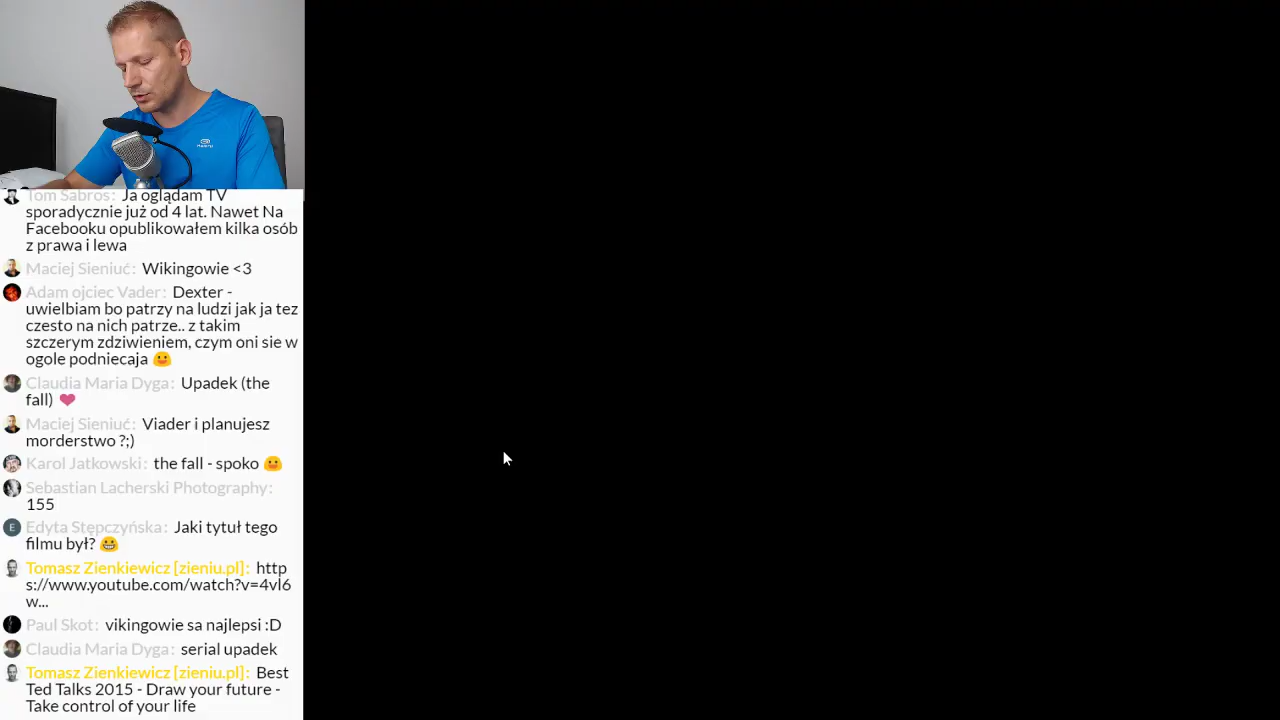 Tom Sabros: Ja oglądam TV
sporadycznie już od 4 lat. Nawet Na
Facebooku opublikowałem kilka osób
z prawa i lewa
Maciej Sieniuć: Wikingowie <3
Adam ojciec Vader: Dexter -
uwielbiam bo patrzy na ludzi jak ja tez
czesto na nich patrze.. z takim
szczerym zdziwieniem, czym oni sie w
ogole podniecaja 😛
Claudia Maria Dyga: Upadek (the
fall) ❤
Maciej Sieniuć: Viader i planujesz
morderstwo ?;)
Karol Jatkowski: the fall - spoko 😛
Sebastian Lacherski Photography:
155
E Edyta Stępczyńska: Jaki tytuł tego
filmu był? 😀
Tomasz Zienkiewicz [zieniu.pl]: http
s://www.youtube.com/watch?v=4vl6
w...
Paul Skot: vikingowie sa najlepsi :D
Claudia Maria Dyga: serial upadek
Tomasz Zienkiewicz [zieniu.pl]: Best
Ted Talks 2015 - Draw your future -
Take control of your life